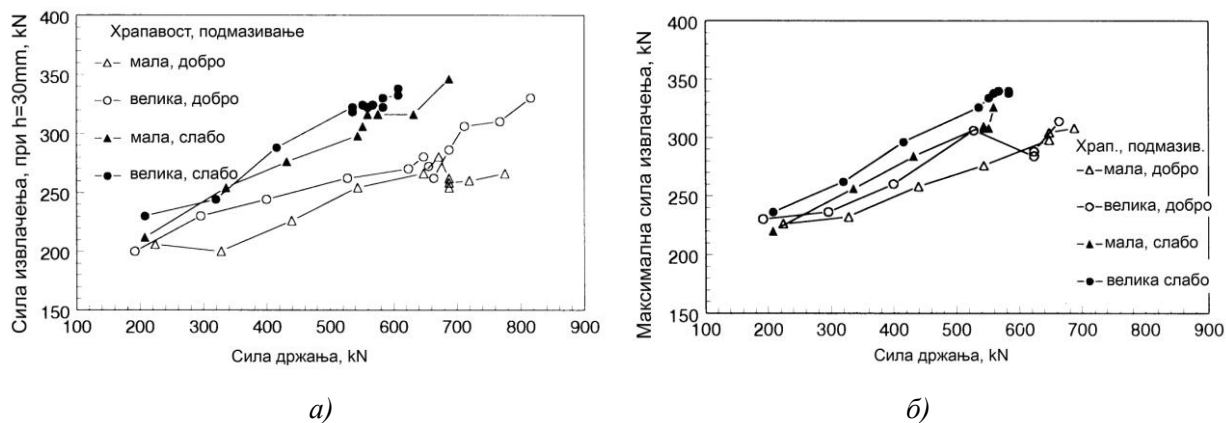 400
350
300
250
200
150
Сила извлачења, при h=30mm, kN
Храпавост, подмазивање
мала, добро
велика, добро
мала, слабо
велика, слабо
100 200 300 400 500 600 700 800 900
Сила држања, kN
а)
400
350
300
250
200
150
Максимална сила извлачења, kN
Храп., подмазив.
мала, добро
велика, добро
мала, слабо
велика слабо
100 200 300 400 500 600 700 800 900
Сила држања, kN
б)